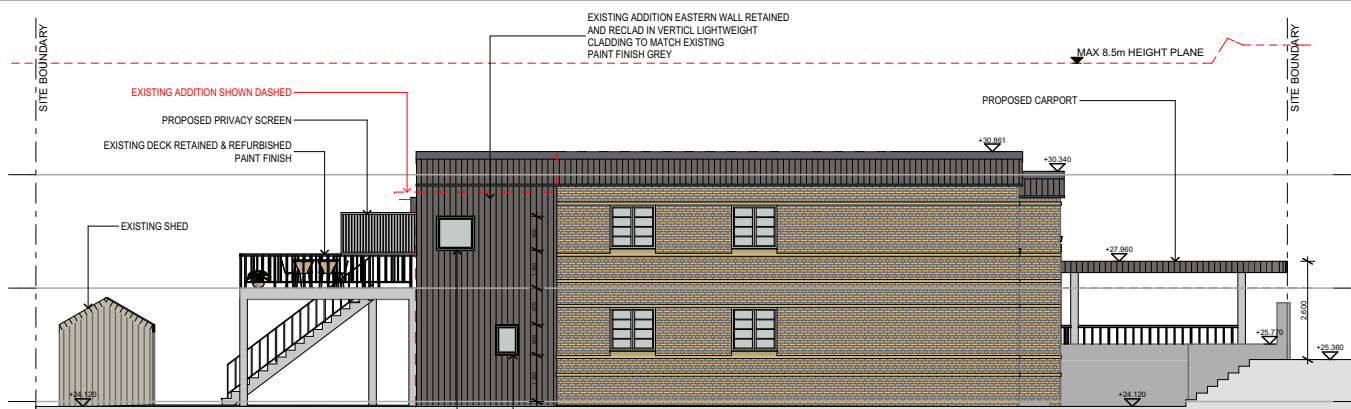 EXISTING ADDITION EASTERN WALL RETAINED
AND RECLAD IN VERTICL LIGHTWEIGHT
CLADDING TO MATCH EXISTING
PAINT FINISH GREY
SITE BOUNDARY
MAX 8.5m HEIGHT PLANE
SITE BOUNDARY
EXISTING ADDITION SHOWN DASHED
PROPOSED CARPORT
PROPOSED PRIVACY SCREEN
EXISTING DECK RETAINED & REFURBISHED
PAINT FINISH
+30.861
+30.340
EXISTING SHED
+27.960
2,600
+25.770
+25.360
+24.120
+24.120